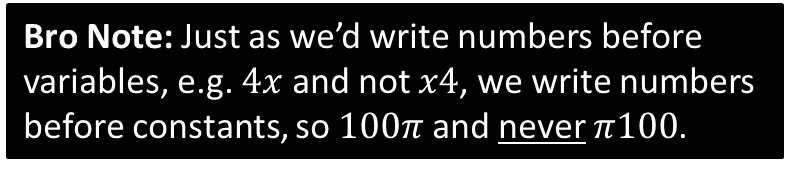 Bro Note: Just as we’d write numbers before
variables, e.g. 4𝑥 and not 𝑥4, we write numbers
before constants, so 100𝜋 and never 𝜋100.